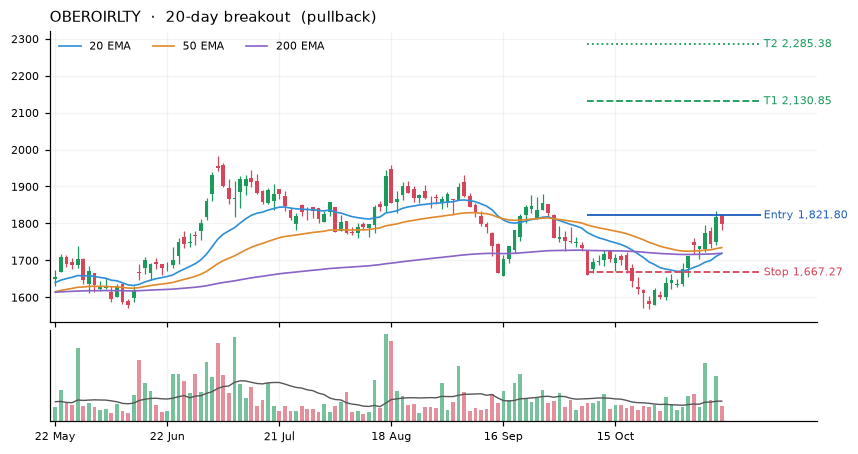 OBEROIRLTY · 20-day breakout (pullback)
20 EMA 50 EMA 200 EMA
2300
2200
2100
2000
1900
1800
1700
1600
T2 2,285.38
T1 2,130.85
Entry 1,821.80
Stop 1,667.27
22 May 22 Jun 21 Jul 18 Aug 16 Sep 15 Oct